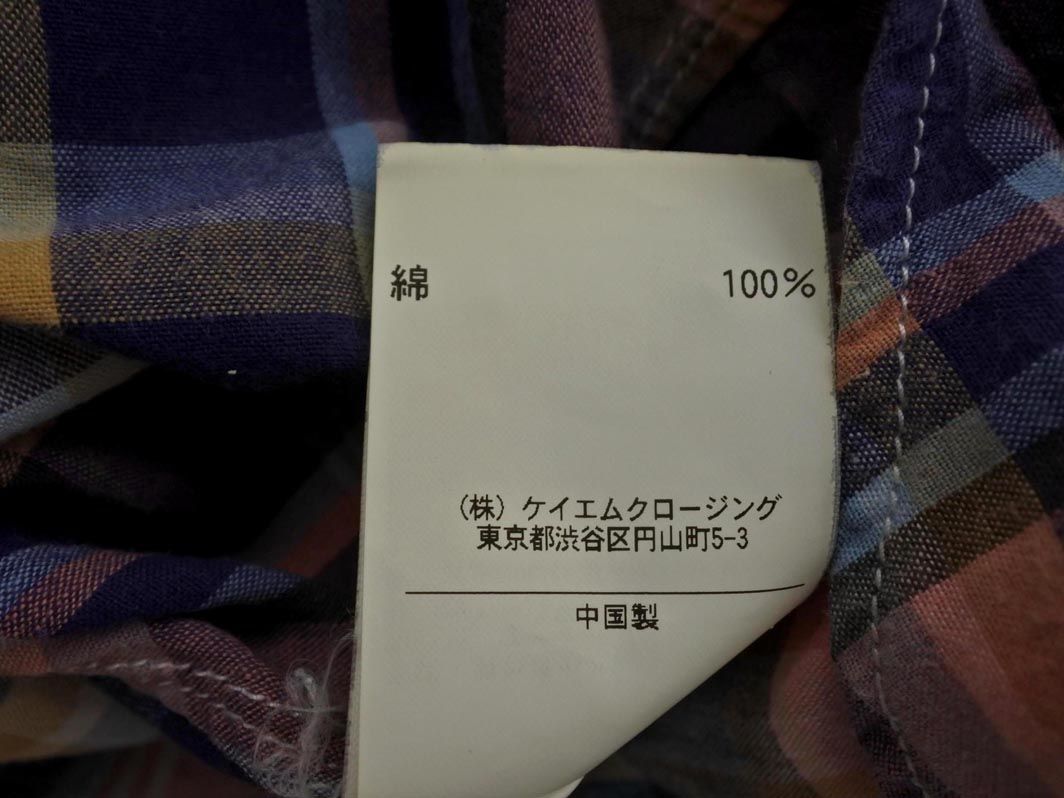 綿 100%
(株) ケイエムクロージング
東京都渋谷区円山町5-3
中国製